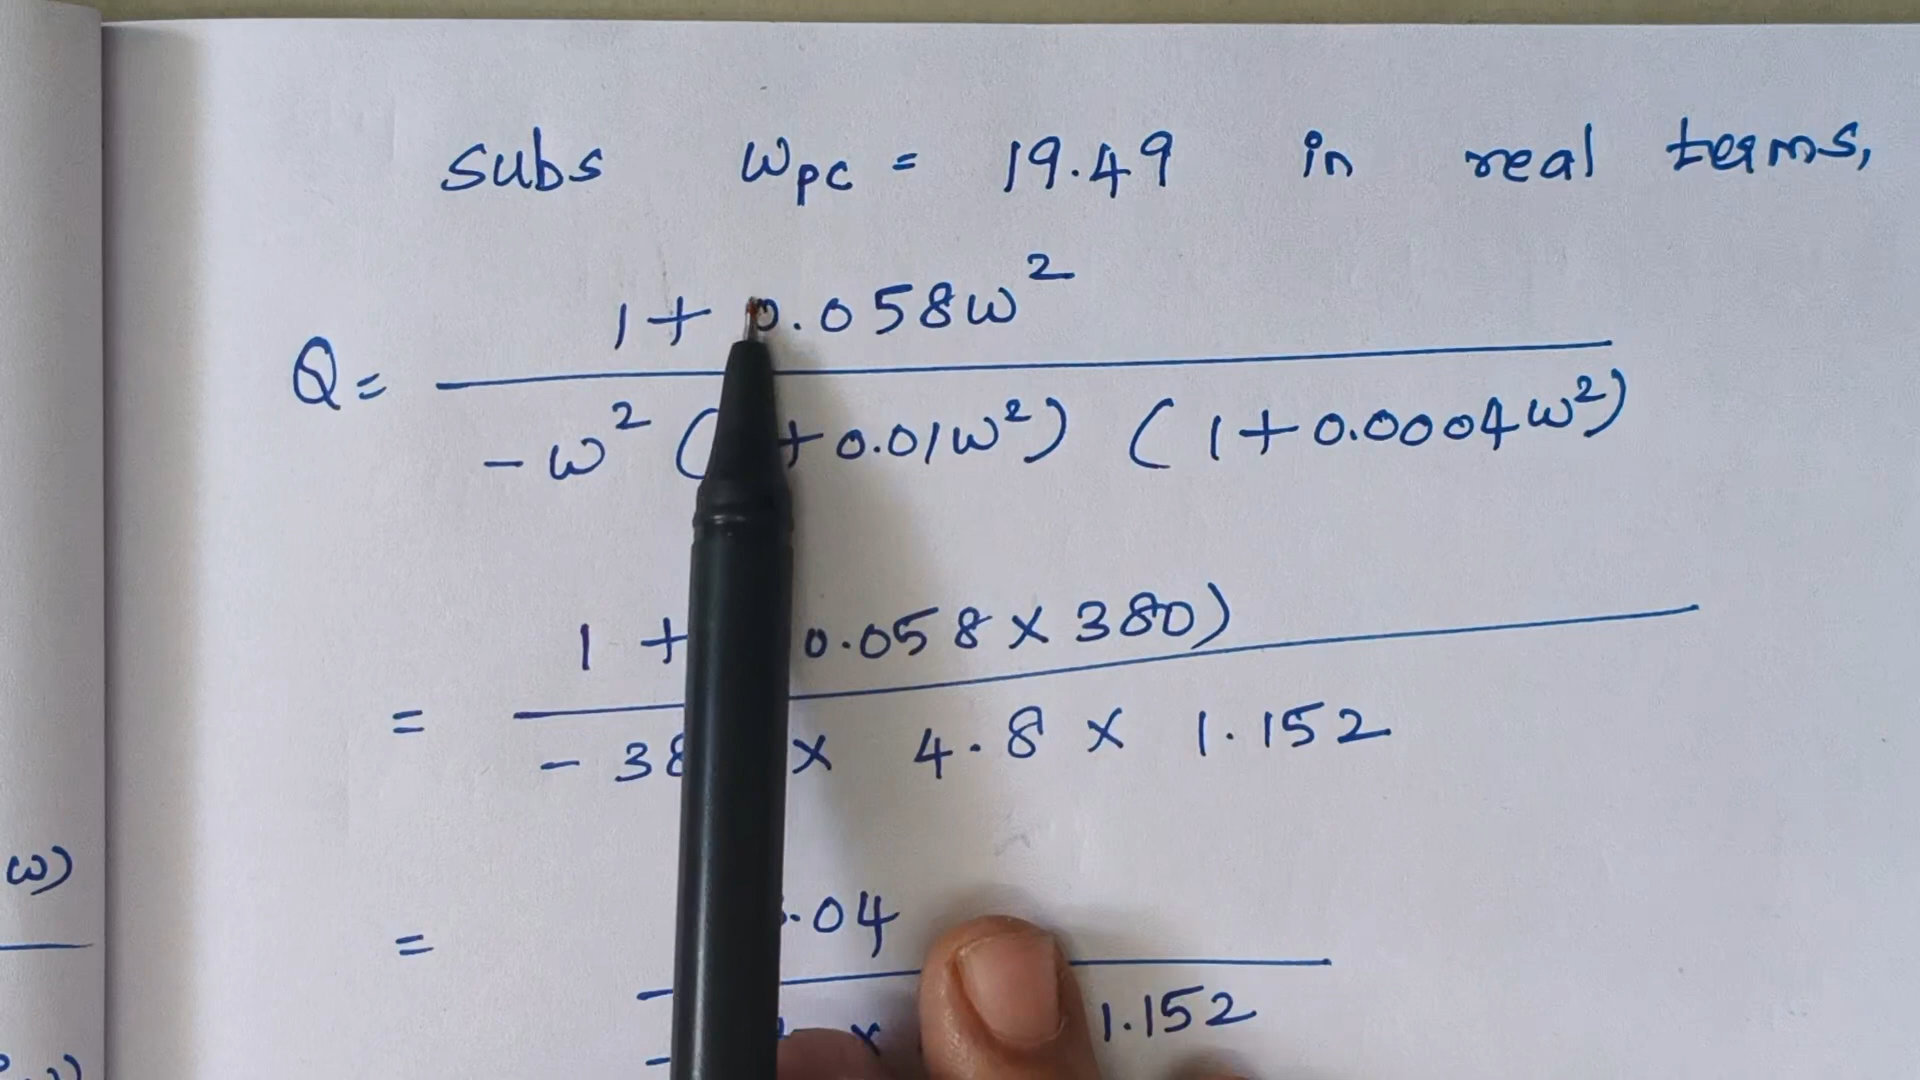 subs ωpc = 19.49 in real terms,
1+ 0.058ω²
Q=
-ω² ( +0.01ω²) (1+0.0004ω²)
1 + 0.058 × 380)
=
- 38 × 4.8 × 1.152
.04
=
- × 1.152
ω)